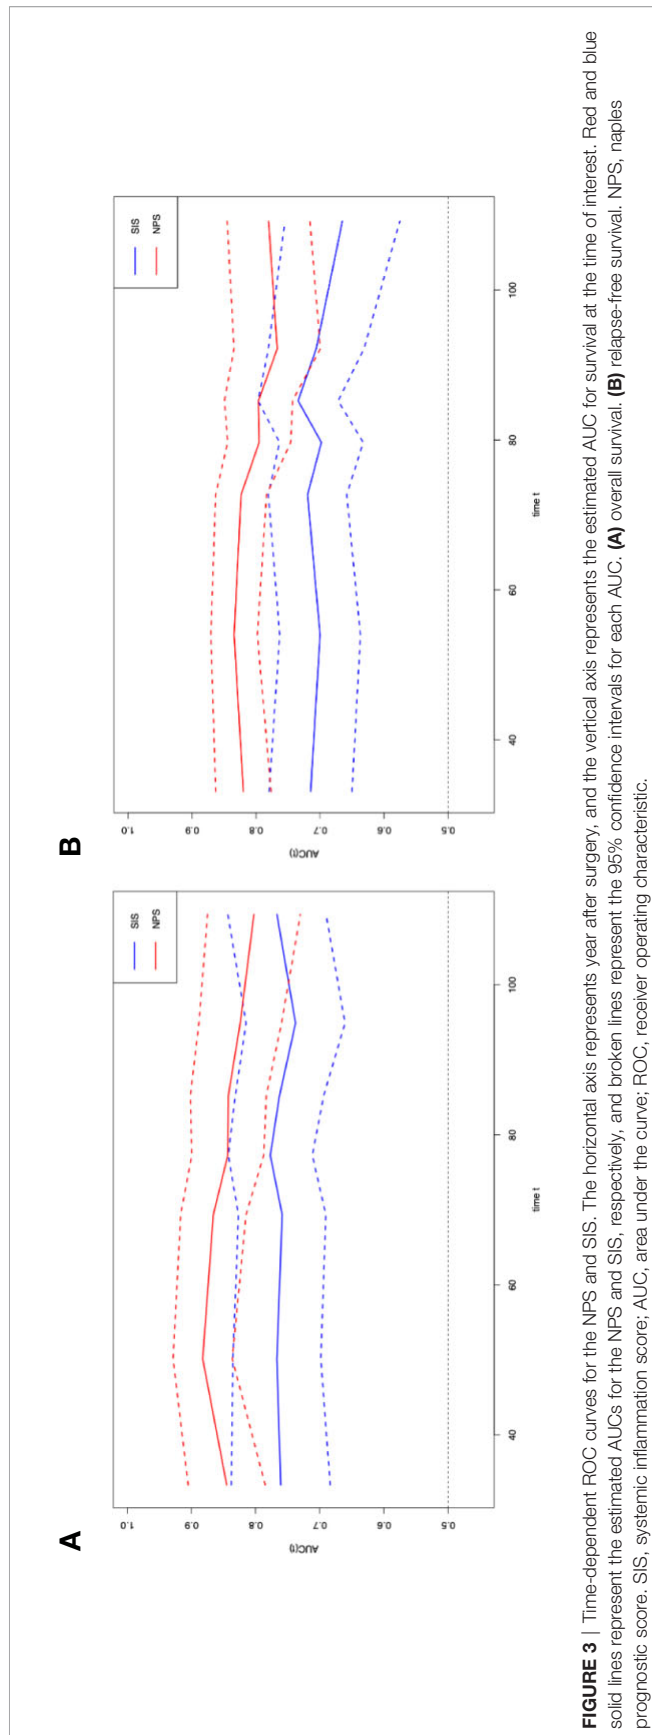 A
B
SIS
NPS
AUC(t)
1.0
0.9
0.8
0.7
0.6
0.5
40
60
80
100
time t
SIS
NPS
AUC(t)
1.0
0.9
0.8
0.7
0.6
0.5
40
60
80
100
time t
FIGURE 3 | Time-dependent ROC curves for the NPS and SIS. The horizontal axis represents year after surgery, and the vertical axis represents the estimated AUC for survival at the time of interest. Red and blue
solid lines represent the estimated AUCs for the NPS and SIS, respectively, and broken lines represent the 95% confidence intervals for each AUC. (A) overall survival. (B) relapse-free survival. NPS, naples
prognostic score. SIS, systemic inflammation score; AUC, area under the curve; ROC, receiver operating characteristic.